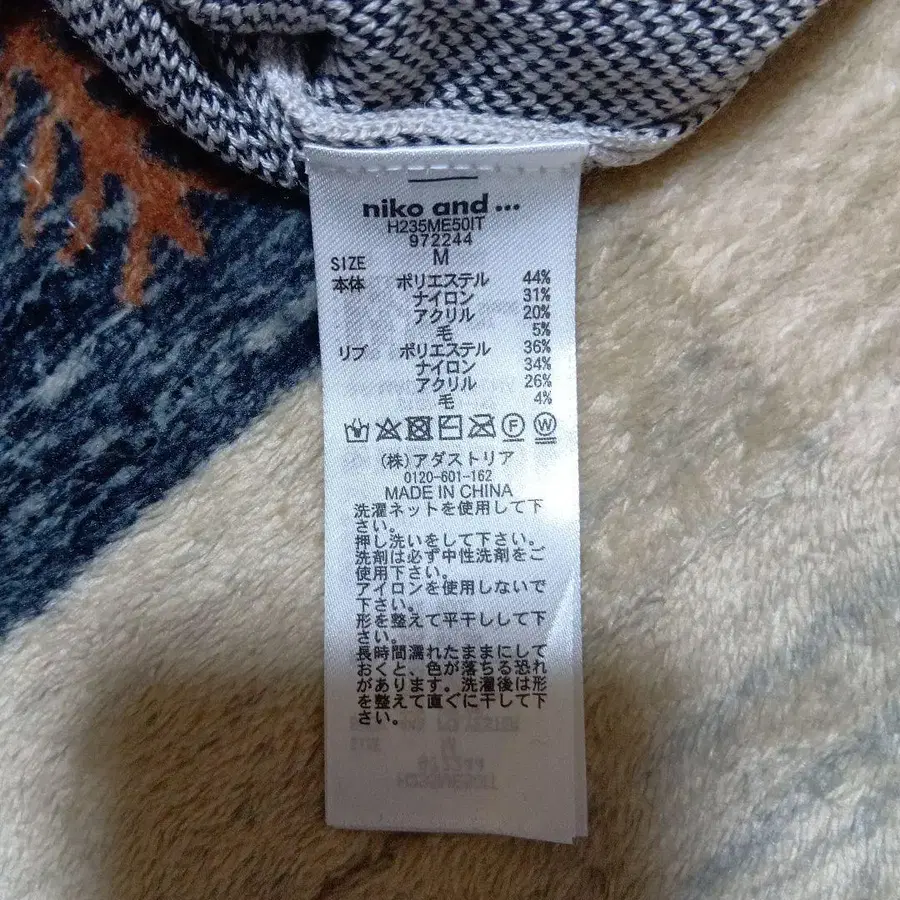 niko and ...
H235ME50IT
972244
SIZE M
本体 ポリエステル 44%
ナイロン 31%
アクリル 20%
毛 5%
リブ ポリエステル 36%
ナイロン 34%
アクリル 26%
毛 4%
F W
(株)アダストリア
0120-601-162
MADE IN CHINA
洗濯ネットを使用して下
さい。
押し洗いをして下さい。
洗剤は必ず中性洗剤をご
使用下さい。
アイロンを使用しないで
下さい。
形を整えて平干しして下
さい。
長時間濡れたままにして
おくと、色が落ちる恐れ
があります。洗濯後は形
を整えて直ぐに干して下
さい。
SIZE M
972244
H235ME50IT